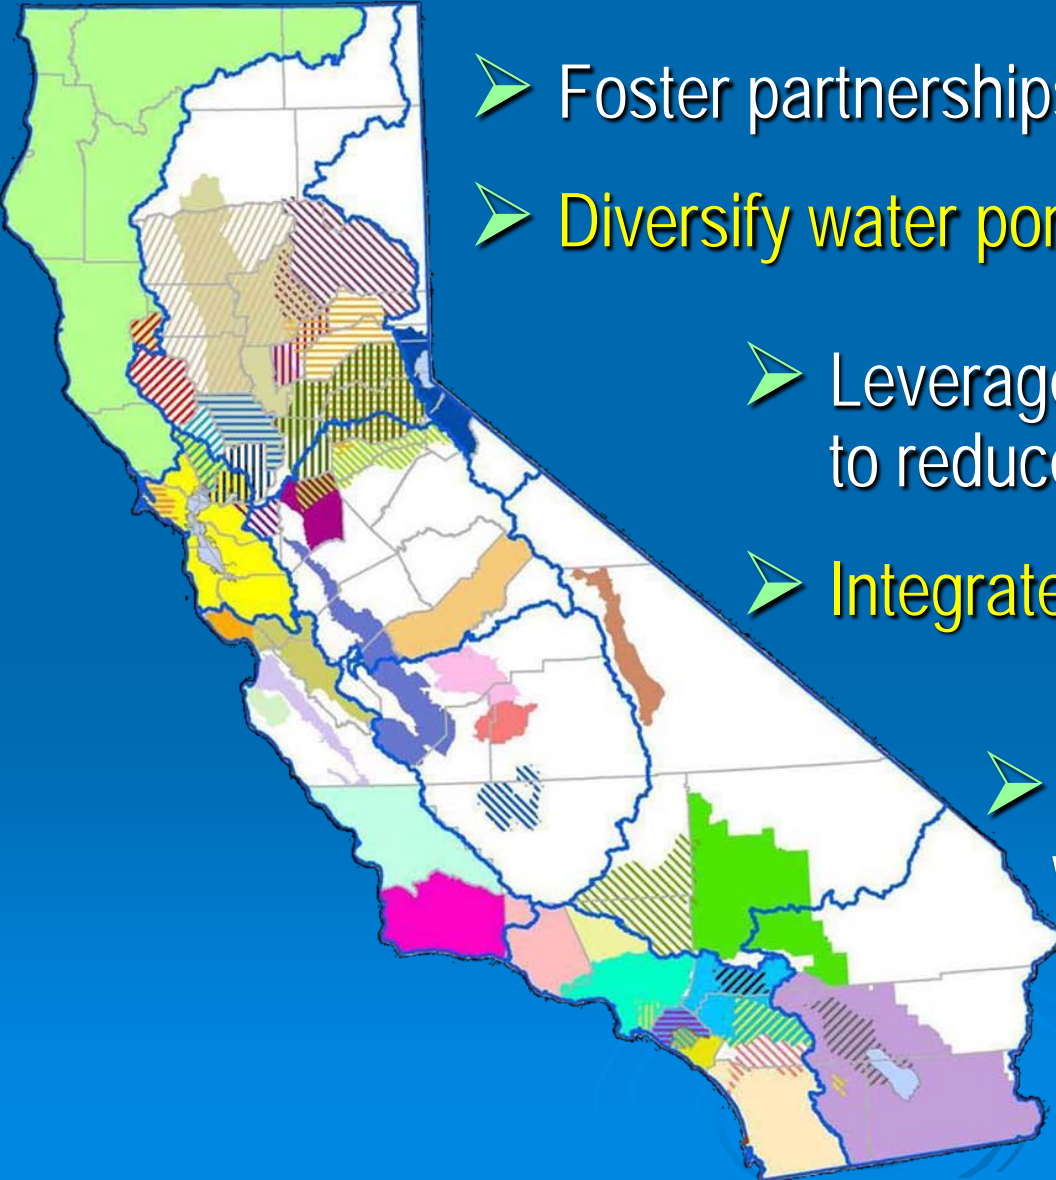 Foster partnerships
Diversify water por
Leverage
to reduce
Integrate